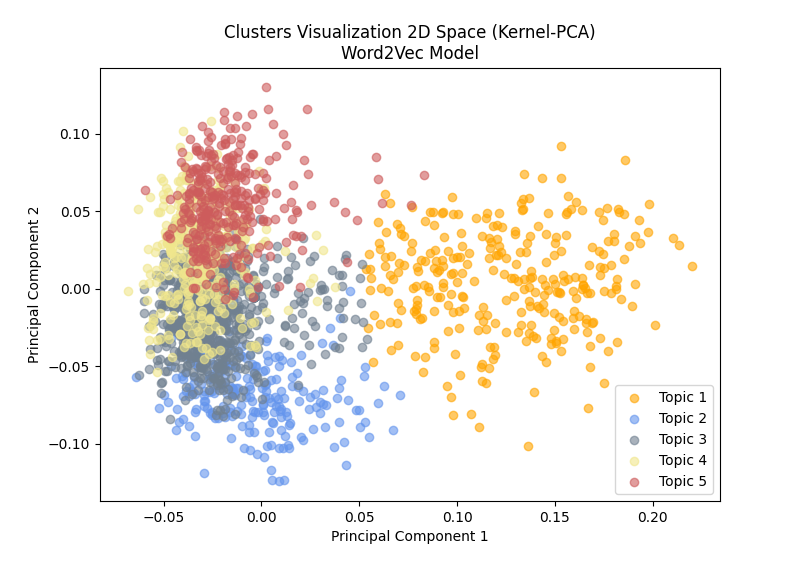 Clusters Visualization 2D Space (Kernel-PCA)
Word2Vec Model
Principal Component 2
0.10
0.05
0.00
−0.05
−0.10
Topic 1
Topic 2
Topic 3
Topic 4
Topic 5
−0.05 0.00 0.05 0.10 0.15 0.20
Principal Component 1